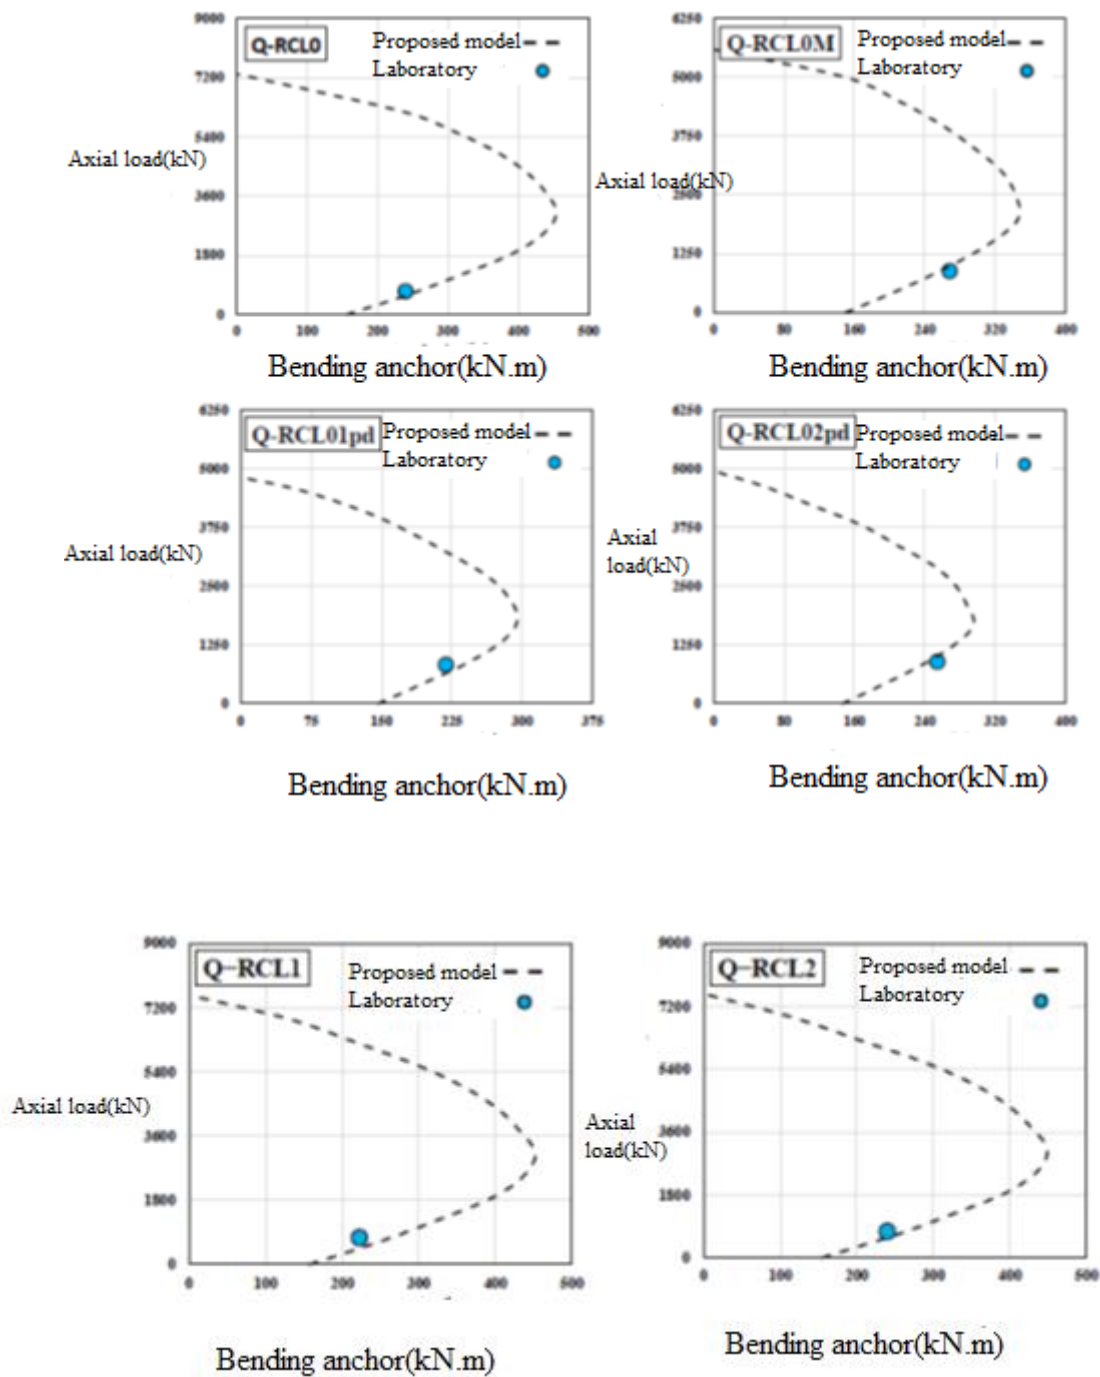 9000
7200
5400
3600
1800
0
Q-RCL0
Proposed model
Laboratory
Axial load(kN)
0 100 200 300 400 500
Bending anchor(kN.m)
6250
5000
3750
2500
1250
0
Q-RCL0M
Proposed model
Laboratory
Axial load(kN)
0 80 160 240 320 400
Bending anchor(kN.m)
6250
5000
3750
2500
1250
0
Q-RCL01pd
Proposed model
Laboratory
Axial load(kN)
0 75 150 225 300 375
Bending anchor(kN.m)
6250
5000
3750
2500
1250
0
Q-RCL02pd
Proposed model
Laboratory
Axial
load(kN)
0 80 160 240 320 400
Bending anchor(kN.m)
9000
7200
5400
3600
1800
0
Q-RCL1
Proposed model
Laboratory
Axial load(kN)
0 100 200 300 400 500
Bending anchor(kN.m)
9000
7200
5400
3600
1800
0
Q-RCL2
Proposed model
Laboratory
Axial
load(kN)
0 100 200 300 400 500
Bending anchor(kN.m)